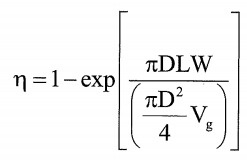 η = 1 − exp[πDLW / ((πD²/4) V_g)]